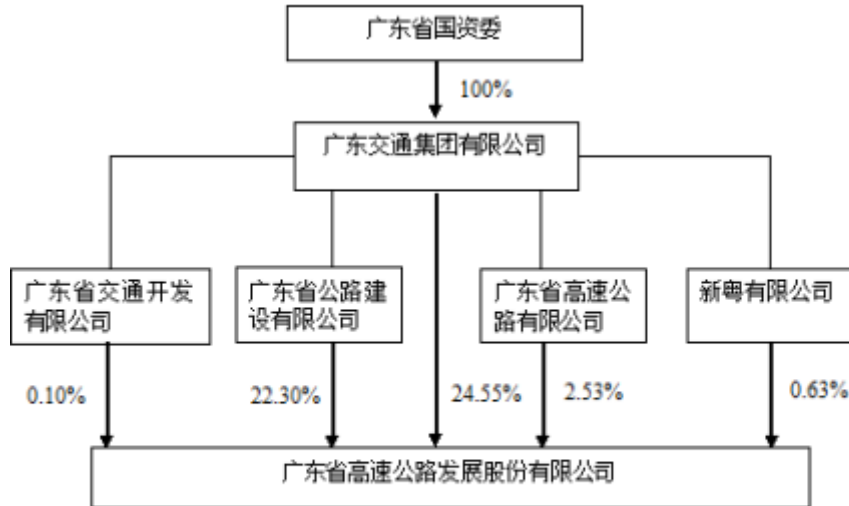 广东省国资委
100%
广东交通集团有限公司
广东省交通开发
有限公司
广东省公路建
设有限公司
广东省高速公
路有限公司
新粤有限公司
0.10%
22.30%
24.55%
2.53%
0.63%
广东省高速公路发展股份有限公司